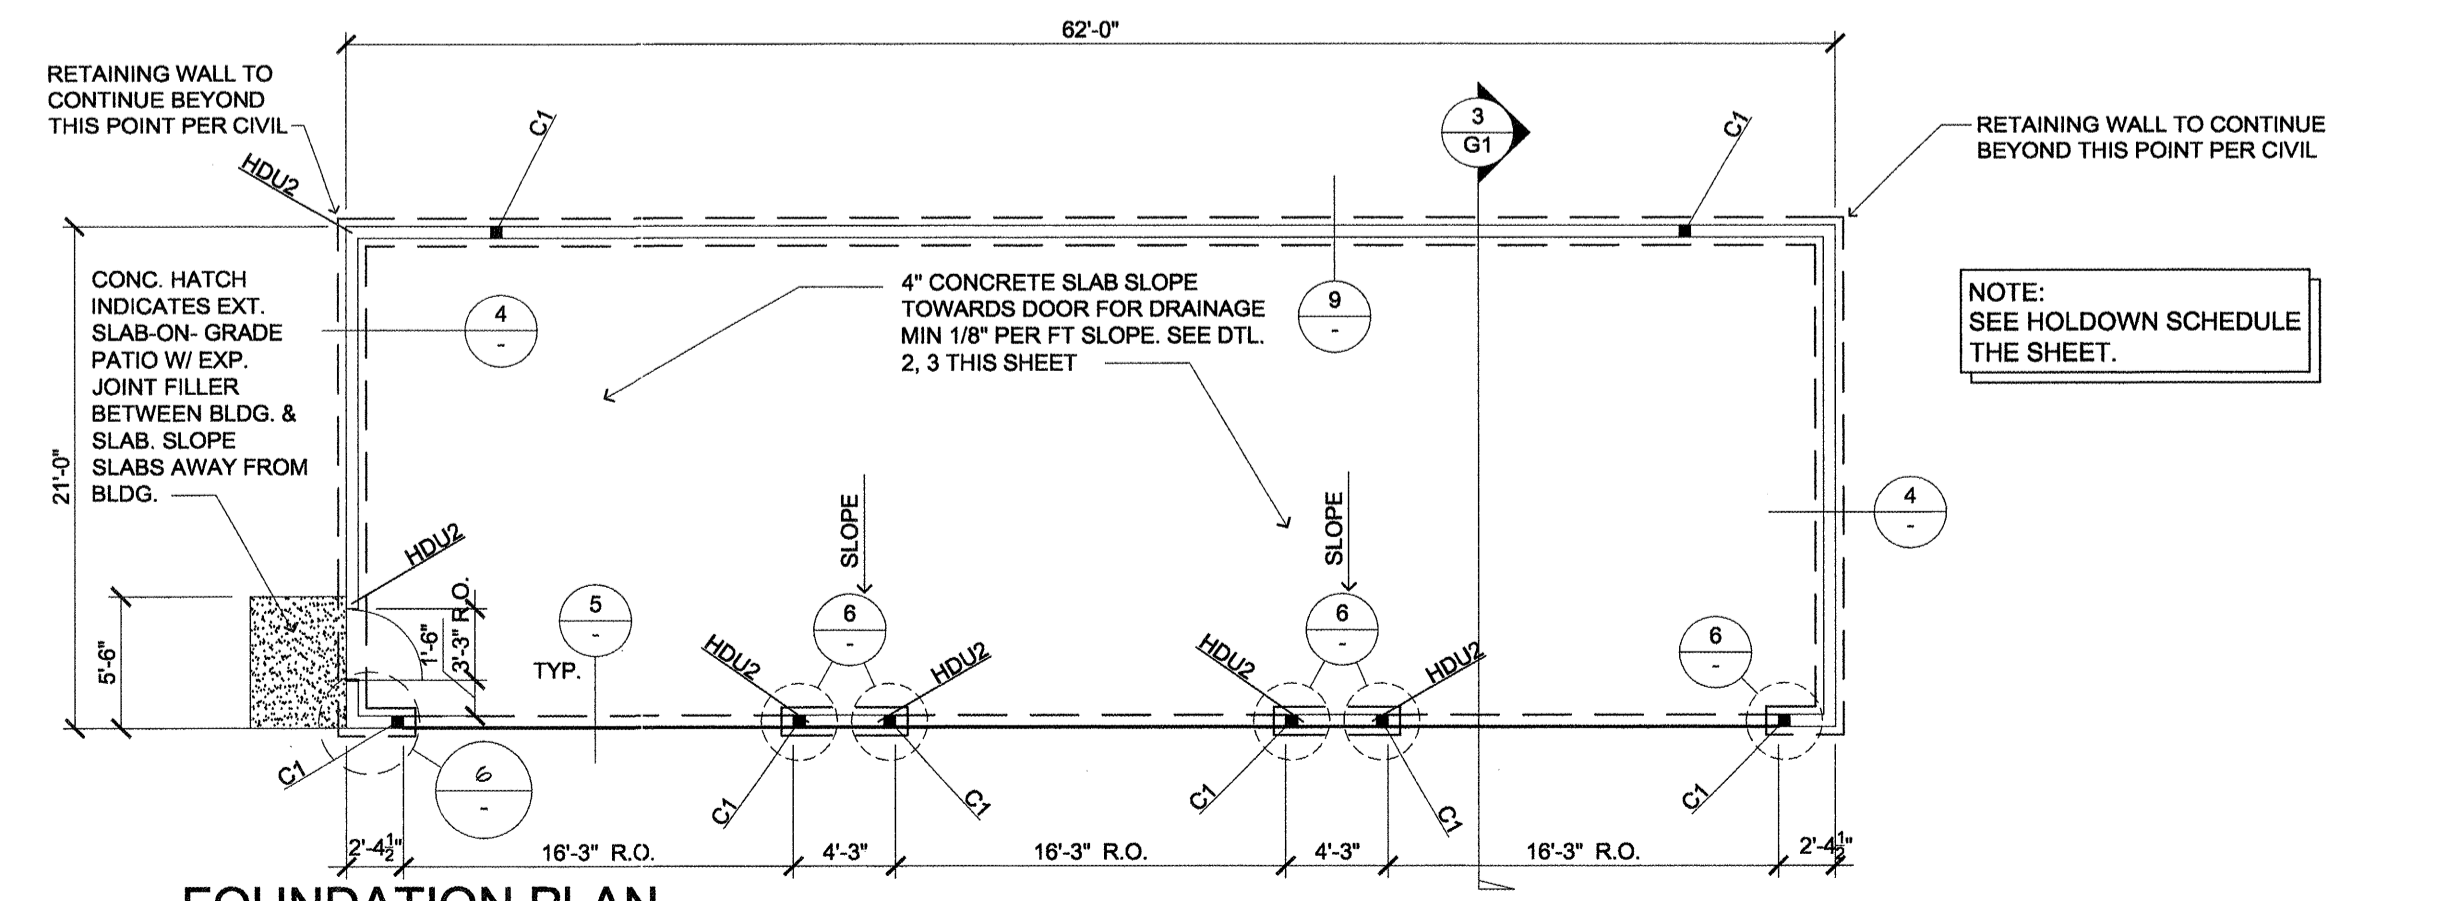 62'-0"
RETAINING WALL TO
CONTINUE BEYOND
THIS POINT PER CIVIL
C1
3
G1
C1
RETAINING WALL TO CONTINUE
BEYOND THIS POINT PER CIVIL
HDU2
CONC. HATCH
INDICATES EXT.
SLAB-ON- GRADE
PATIO W/ EXP.
JOINT FILLER
BETWEEN BLDG. &
SLAB. SLOPE
SLABS AWAY FROM
BLDG.
4
-
4" CONCRETE SLAB SLOPE
TOWARDS DOOR FOR DRAINAGE
MIN 1/8" PER FT SLOPE. SEE DTL.
2, 3 THIS SHEET
9
-
NOTE:
SEE HOLDOWN SCHEDULE
THE SHEET.
21'-0"
SLOPE
SLOPE
4
-
HDU2
5'-6"
1'-6"
3'-3" R.O.
TYP.
5
-
6
-
6
-
6
-
HDU2
HDU2
HDU2
HDU2
C1
6
-
C1
C1
C1
C1
C1
2'-4½"
16'-3" R.O.
4'-3"
16'-3" R.O.
4'-3"
16'-3" R.O.
2'-4½"
FOUNDATION PLAN